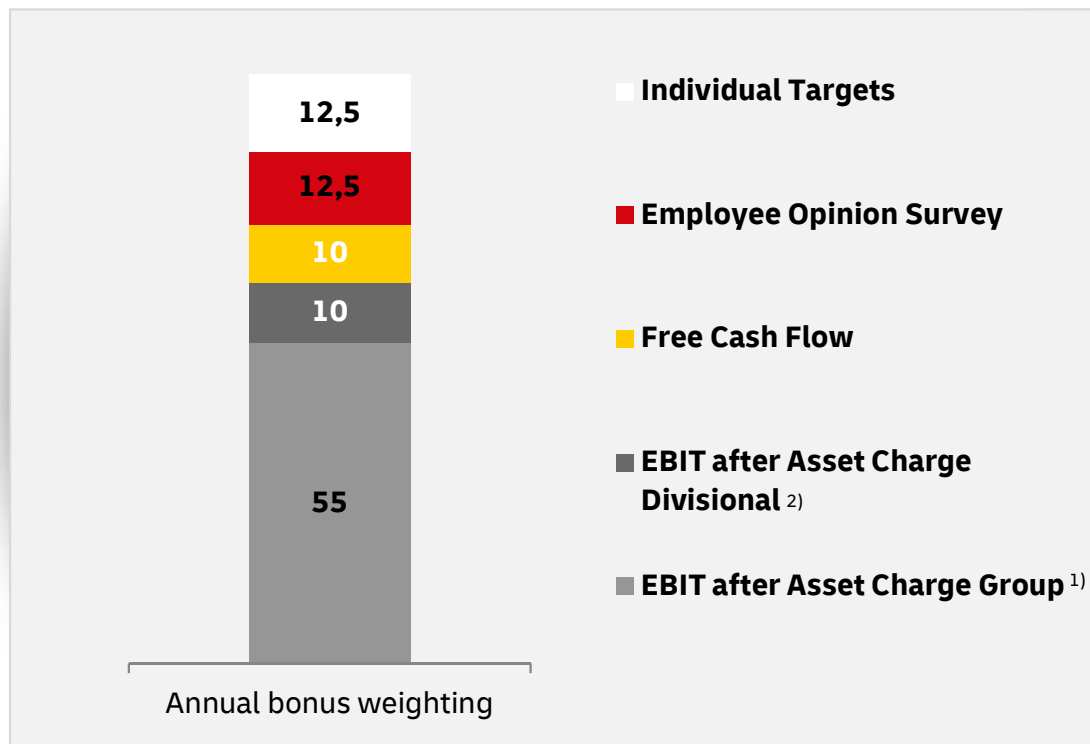 12,5
12,5
10
10
55
Annual bonus weighting
Individual Targets
Employee Opinion Survey
Free Cash Flow
EBIT after Asset Charge
Divisional 2)
EBIT after Asset Charge Group 1)